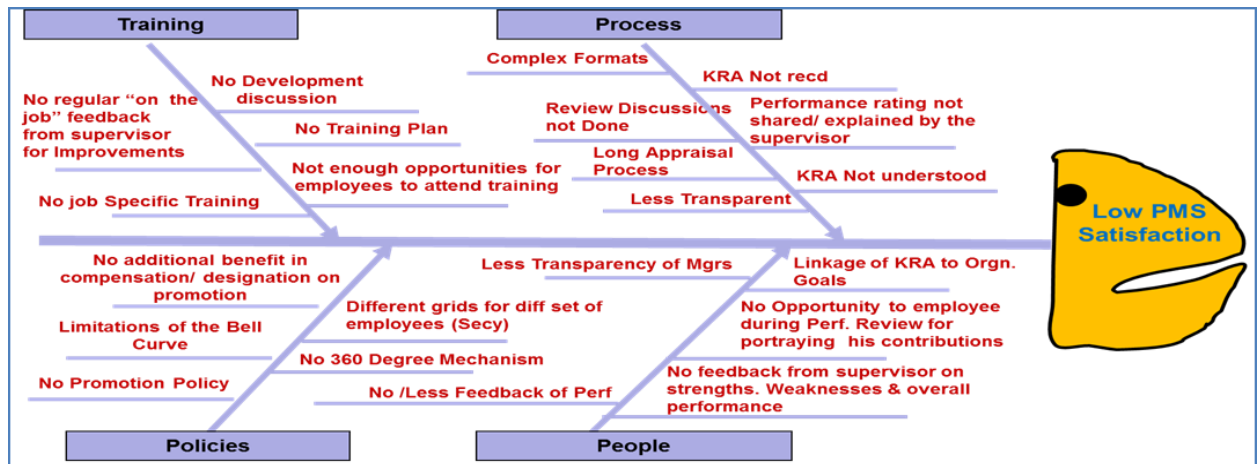 Training
Process
No regular “on the
job” feedback
from supervisor
for Improvements
No Development
discussion
No Training Plan
Not enough opportunities for
employees to attend training
No job Specific Training
Complex Formats
KRA Not recd
Review Discussions
not Done
Performance rating not
shared/ explained by the
supervisor
Long Appraisal
Process
KRA Not understood
Less Transparent
Low PMS
Satisfaction
No additional benefit in
compensation/ designation on
promotion
Different grids for diff set of
employees (Secy)
Limitations of the Bell
Curve
No 360 Degree Mechanism
No Promotion Policy
Less Transparency of Mgrs
Linkage of KRA to Orgn.
Goals
No Opportunity to employee
during Perf. Review for
portraying his contributions
No /Less Feedback of Perf
No feedback from supervisor on
strengths. Weaknesses & overall
performance
Policies
People